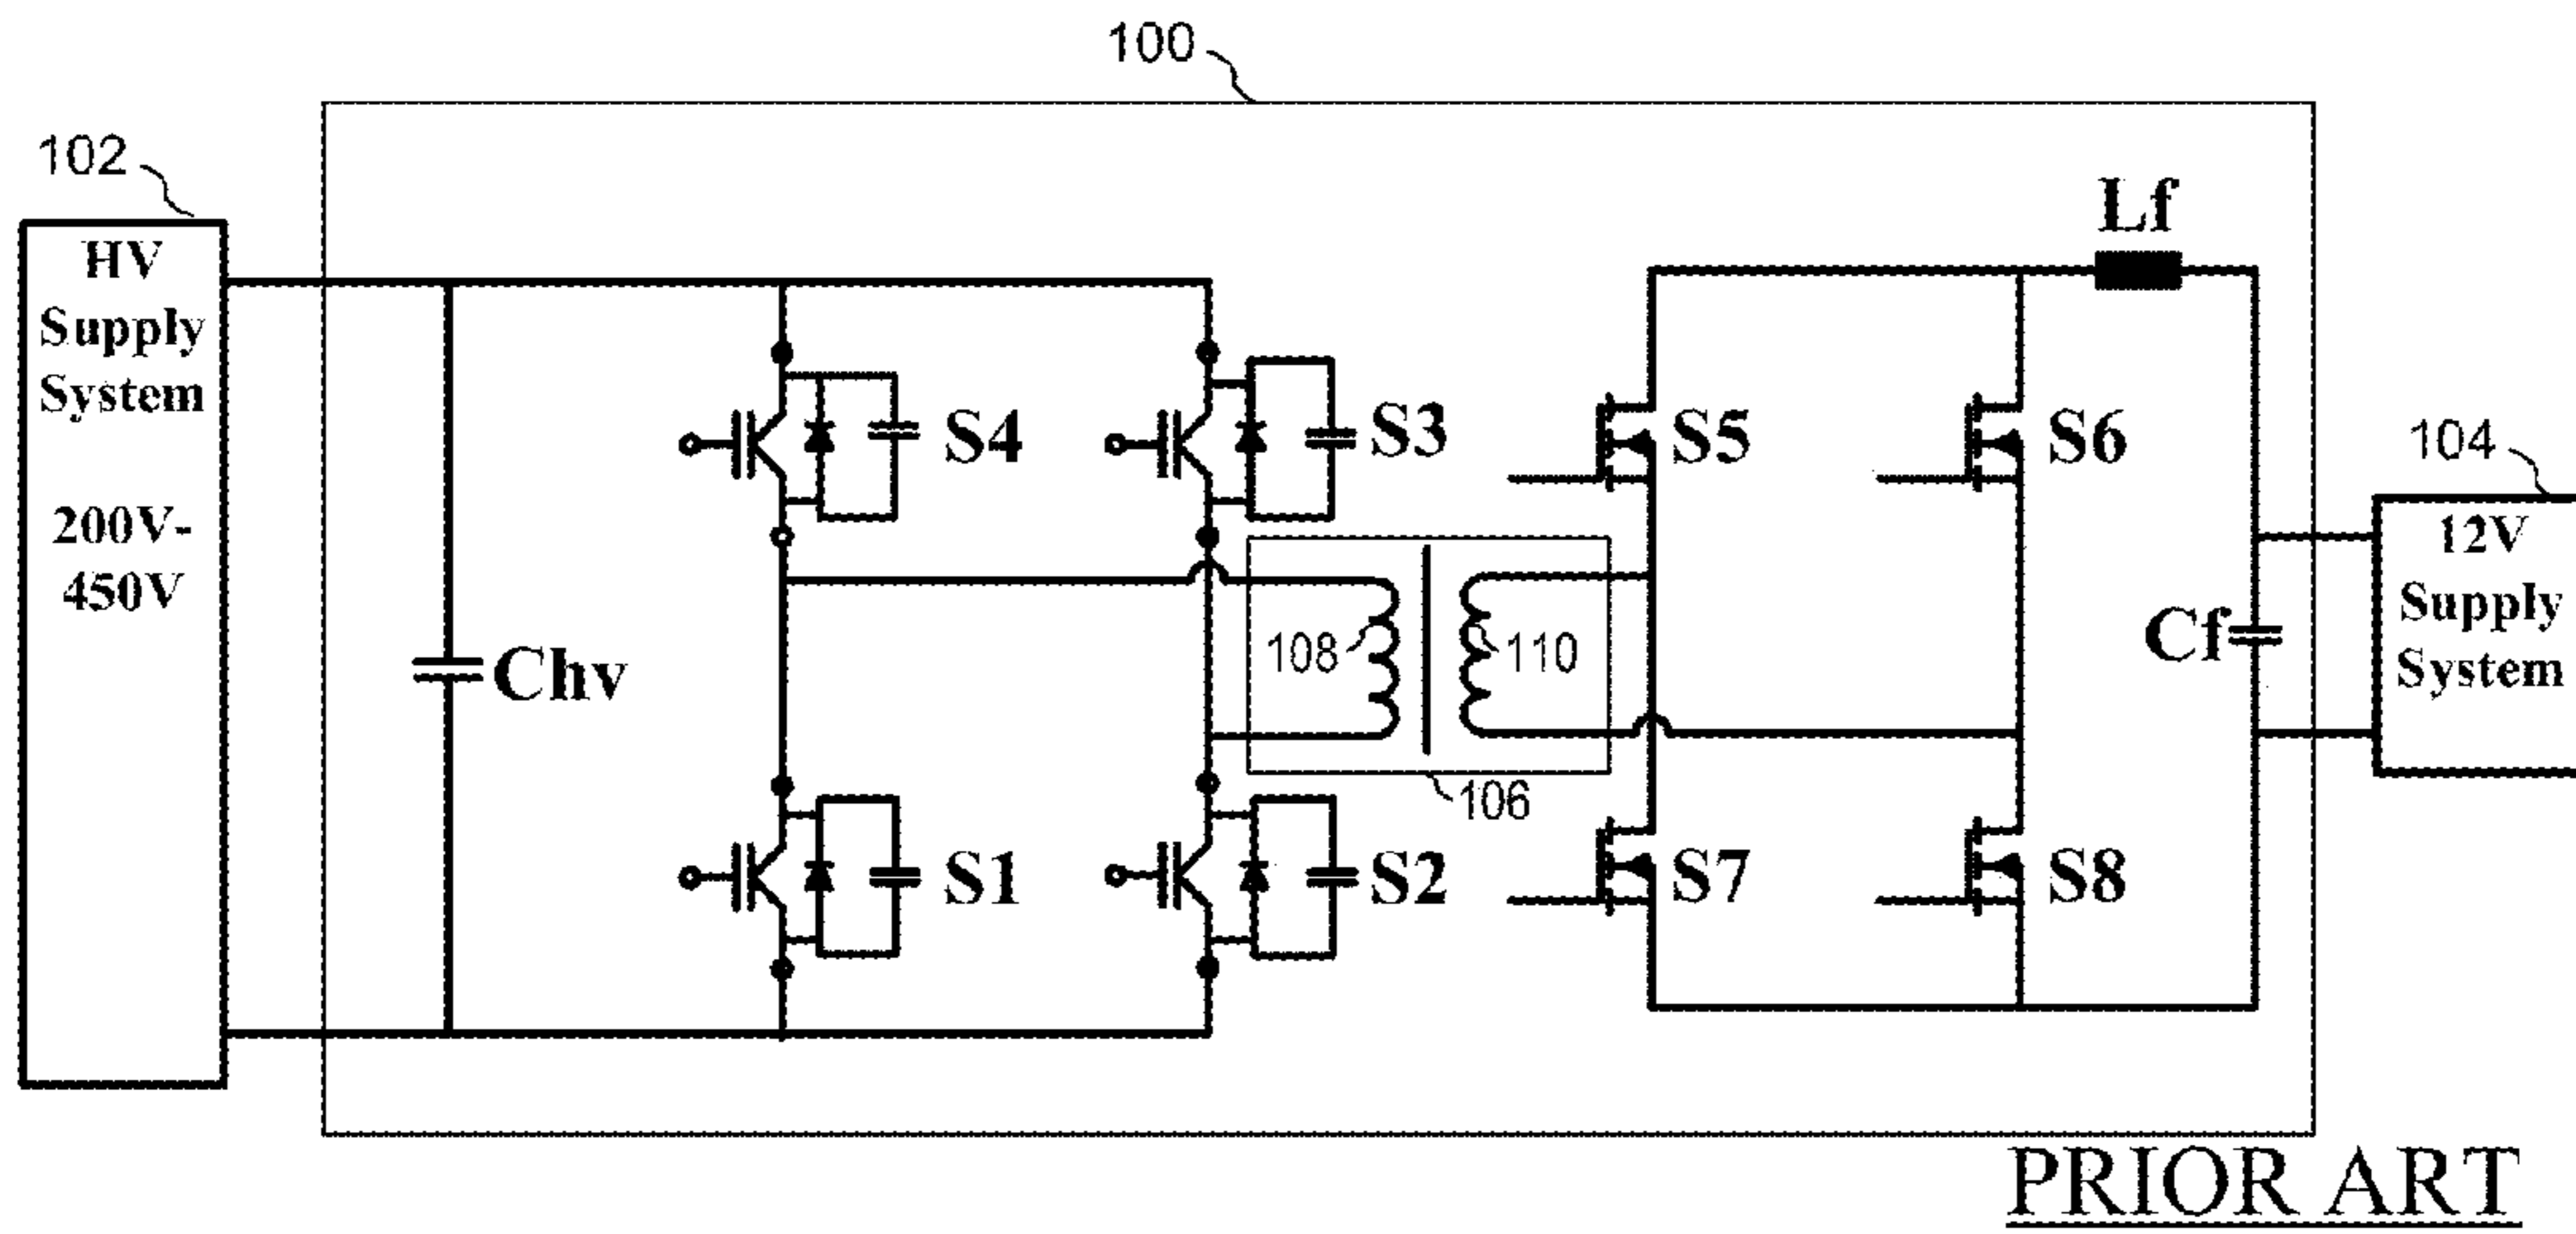 100
102
HV
Supply
System
200V-
450V
Chv
S4
S3
S1
S2
108
110
106
S5
S6
S7
S8
Lf
Cf
104
12V
Supply
System
PRIOR ART